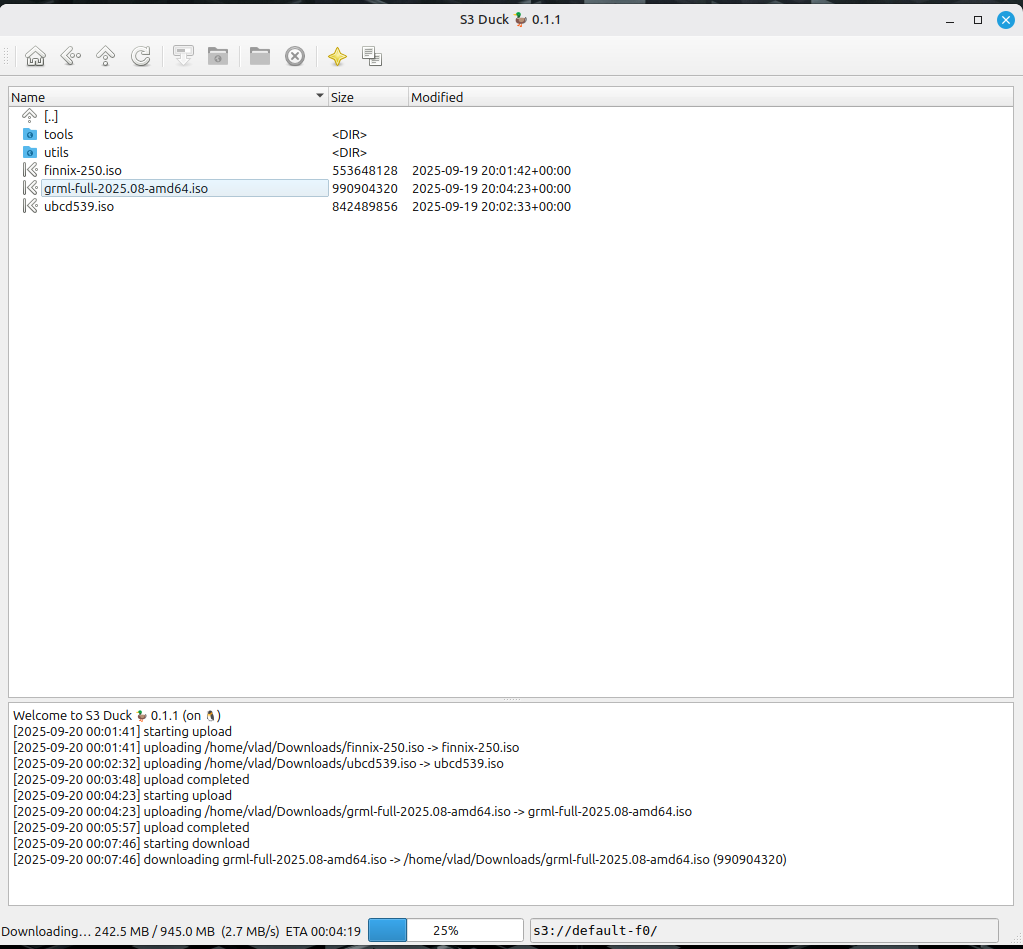 S3 Duck 🦆 0.1.1
Name Size Modified
[..]
tools <DIR>
utils <DIR>
finnix-250.iso 553648128 2025-09-19 20:01:42+00:00
grml-full-2025.08-amd64.iso 990904320 2025-09-19 20:04:23+00:00
ubcd539.iso 842489856 2025-09-19 20:02:33+00:00
Welcome to S3 Duck 🦆 0.1.1 (on 🐧)
[2025-09-20 00:01:41] starting upload
[2025-09-20 00:01:41] uploading /home/vlad/Downloads/finnix-250.iso -> finnix-250.iso
[2025-09-20 00:02:32] uploading /home/vlad/Downloads/ubcd539.iso -> ubcd539.iso
[2025-09-20 00:03:48] upload completed
[2025-09-20 00:04:23] starting upload
[2025-09-20 00:04:23] uploading /home/vlad/Downloads/grml-full-2025.08-amd64.iso -> grml-full-2025.08-amd64.iso
[2025-09-20 00:05:57] upload completed
[2025-09-20 00:07:46] starting download
[2025-09-20 00:07:46] downloading grml-full-2025.08-amd64.iso -> /home/vlad/Downloads/grml-full-2025.08-amd64.iso (990904320)
Downloading… 242.5 MB / 945.0 MB (2.7 MB/s) ETA 00:04:19 25% s3://default-f0/